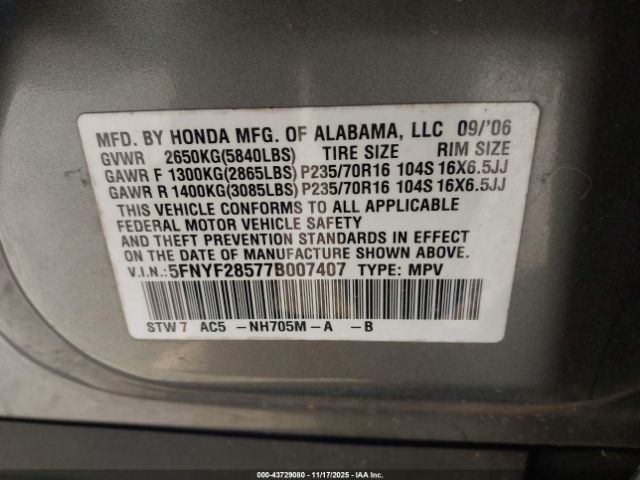 MFD. BY HONDA MFG. OF ALABAMA, LLC 09/'06
GVWR 2650KG(5840LBS) TIRE SIZE RIM SIZE
GAWR F 1300KG(2865LBS) P235/70R16 104S 16X6.5JJ
GAWR R 1400KG(3085LBS) P235/70R16 104S 16X6.5JJ
THIS VEHICLE CONFORMS TO ALL APPLICABLE
FEDERAL MOTOR VEHICLE SAFETY
AND THEFT PREVENTION STANDARDS IN EFFECT
ON THE DATE OF MANUFACTURE SHOWN ABOVE.
V.I.N.: 5FNYF28577B007407 TYPE: MPV
STW7 AC5 -NH705M-A -B
000-43729080 - 11/17/2025 - IAA Inc.